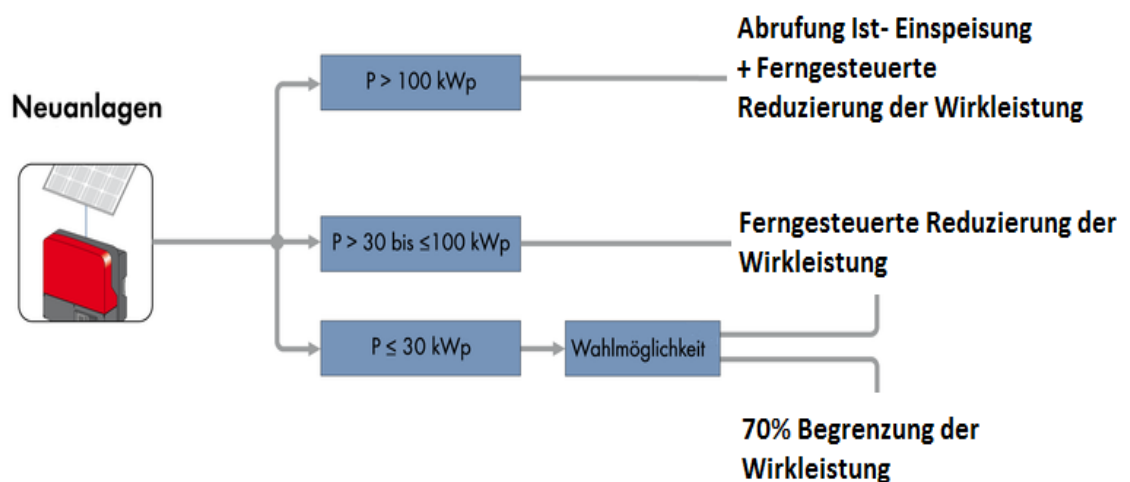 Neuanlagen
P > 100 kWp
Abrufung Ist- Einspeisung
+ Ferngesteuerte
Reduzierung der Wirkleistung
P > 30 bis ≤100 kWp
Ferngesteuerte Reduzierung der
Wirkleistung
P ≤ 30 kWp
Wahlmöglichkeit
70% Begrenzung der
Wirkleistung